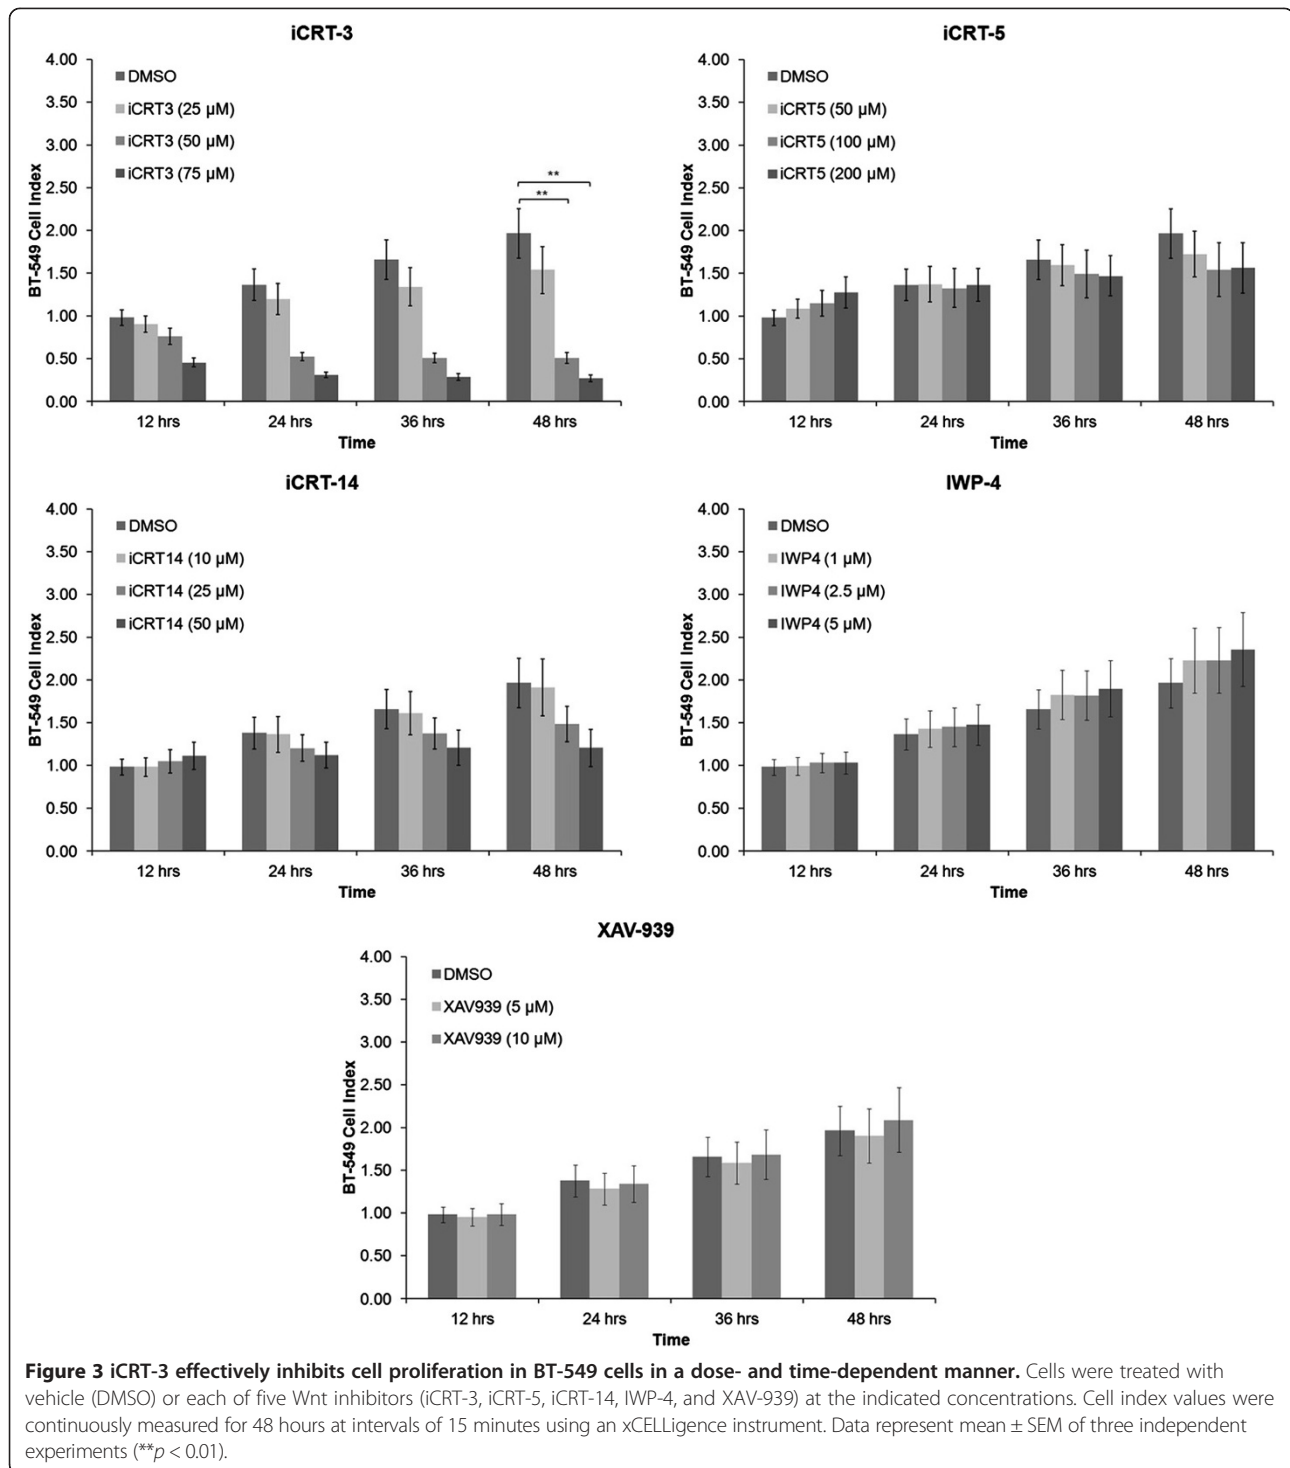 iCRT-3
4.00
3.50
3.00
2.50
2.00
1.50
1.00
0.50
0.00
BT-549 Cell Index
DMSO
iCRT3 (25 µM)
iCRT3 (50 µM)
iCRT3 (75 µM)
**
**
12 hrs 24 hrs 36 hrs 48 hrs
Time
iCRT-5
4.00
3.50
3.00
2.50
2.00
1.50
1.00
0.50
0.00
BT-549 Cell Index
DMSO
iCRT5 (50 µM)
iCRT5 (100 µM)
iCRT5 (200 µM)
12 hrs 24 hrs 36 hrs 48 hrs
Time
iCRT-14
4.00
3.50
3.00
2.50
2.00
1.50
1.00
0.50
0.00
BT-549 Cell Index
DMSO
iCRT14 (10 µM)
iCRT14 (25 µM)
iCRT14 (50 µM)
12 hrs 24 hrs 36 hrs 48 hrs
Time
IWP-4
4.00
3.50
3.00
2.50
2.00
1.50
1.00
0.50
0.00
BT-549 Cell Index
DMSO
IWP4 (1 µM)
IWP4 (2.5 µM)
IWP4 (5 µM)
12 hrs 24 hrs 36 hrs 48 hrs
Time
XAV-939
4.00
3.50
3.00
2.50
2.00
1.50
1.00
0.50
0.00
BT-549 Cell Index
DMSO
XAV939 (5 µM)
XAV939 (10 µM)
12 hrs 24 hrs 36 hrs 48 hrs
Time
Figure 3 iCRT-3 effectively inhibits cell proliferation in BT-549 cells in a dose- and time-dependent manner. Cells were treated with
vehicle (DMSO) or each of five Wnt inhibitors (iCRT-3, iCRT-5, iCRT-14, IWP-4, and XAV-939) at the indicated concentrations. Cell index values were
continuously measured for 48 hours at intervals of 15 minutes using an xCELLigence instrument. Data represent mean ± SEM of three independent
experiments (**p < 0.01).